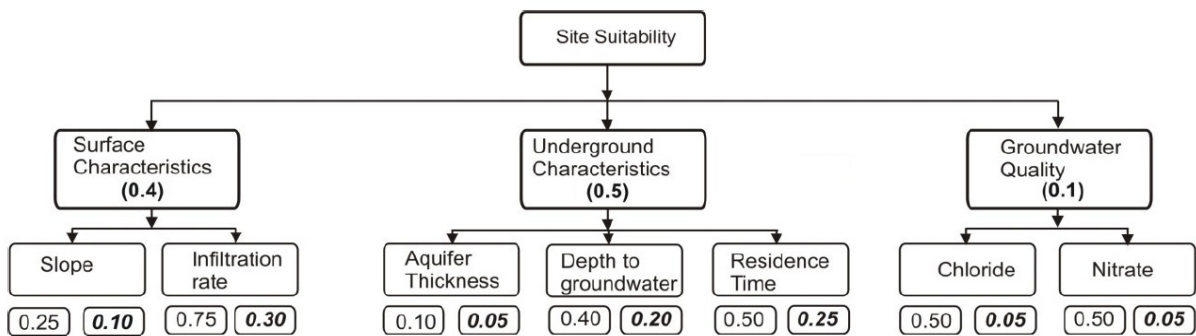 Site Suitability
Surface
Characteristics
(0.4)
Underground
Characteristics
(0.5)
Groundwater
Quality
(0.1)
Slope
Infiltration
rate
Aquifer
Thickness
Depth to
groundwater
Residence
Time
Chloride
Nitrate
0.25 0.10 0.75 0.30 0.10 0.05 0.40 0.20 0.50 0.25 0.50 0.05 0.50 0.05